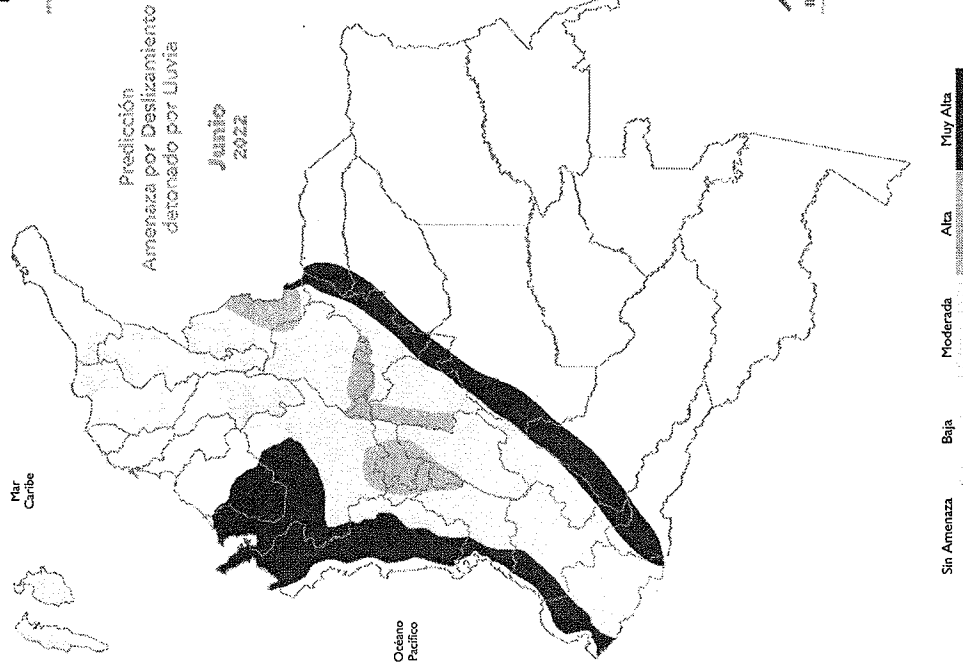 Predicción
Amenaza por Deslizamiento
detonado por Lluvia
Junio
2022
Mar
Caribe
Océano
Pacífico
Sin Amenaza
Baja
Moderada
Alta
Muy Alta